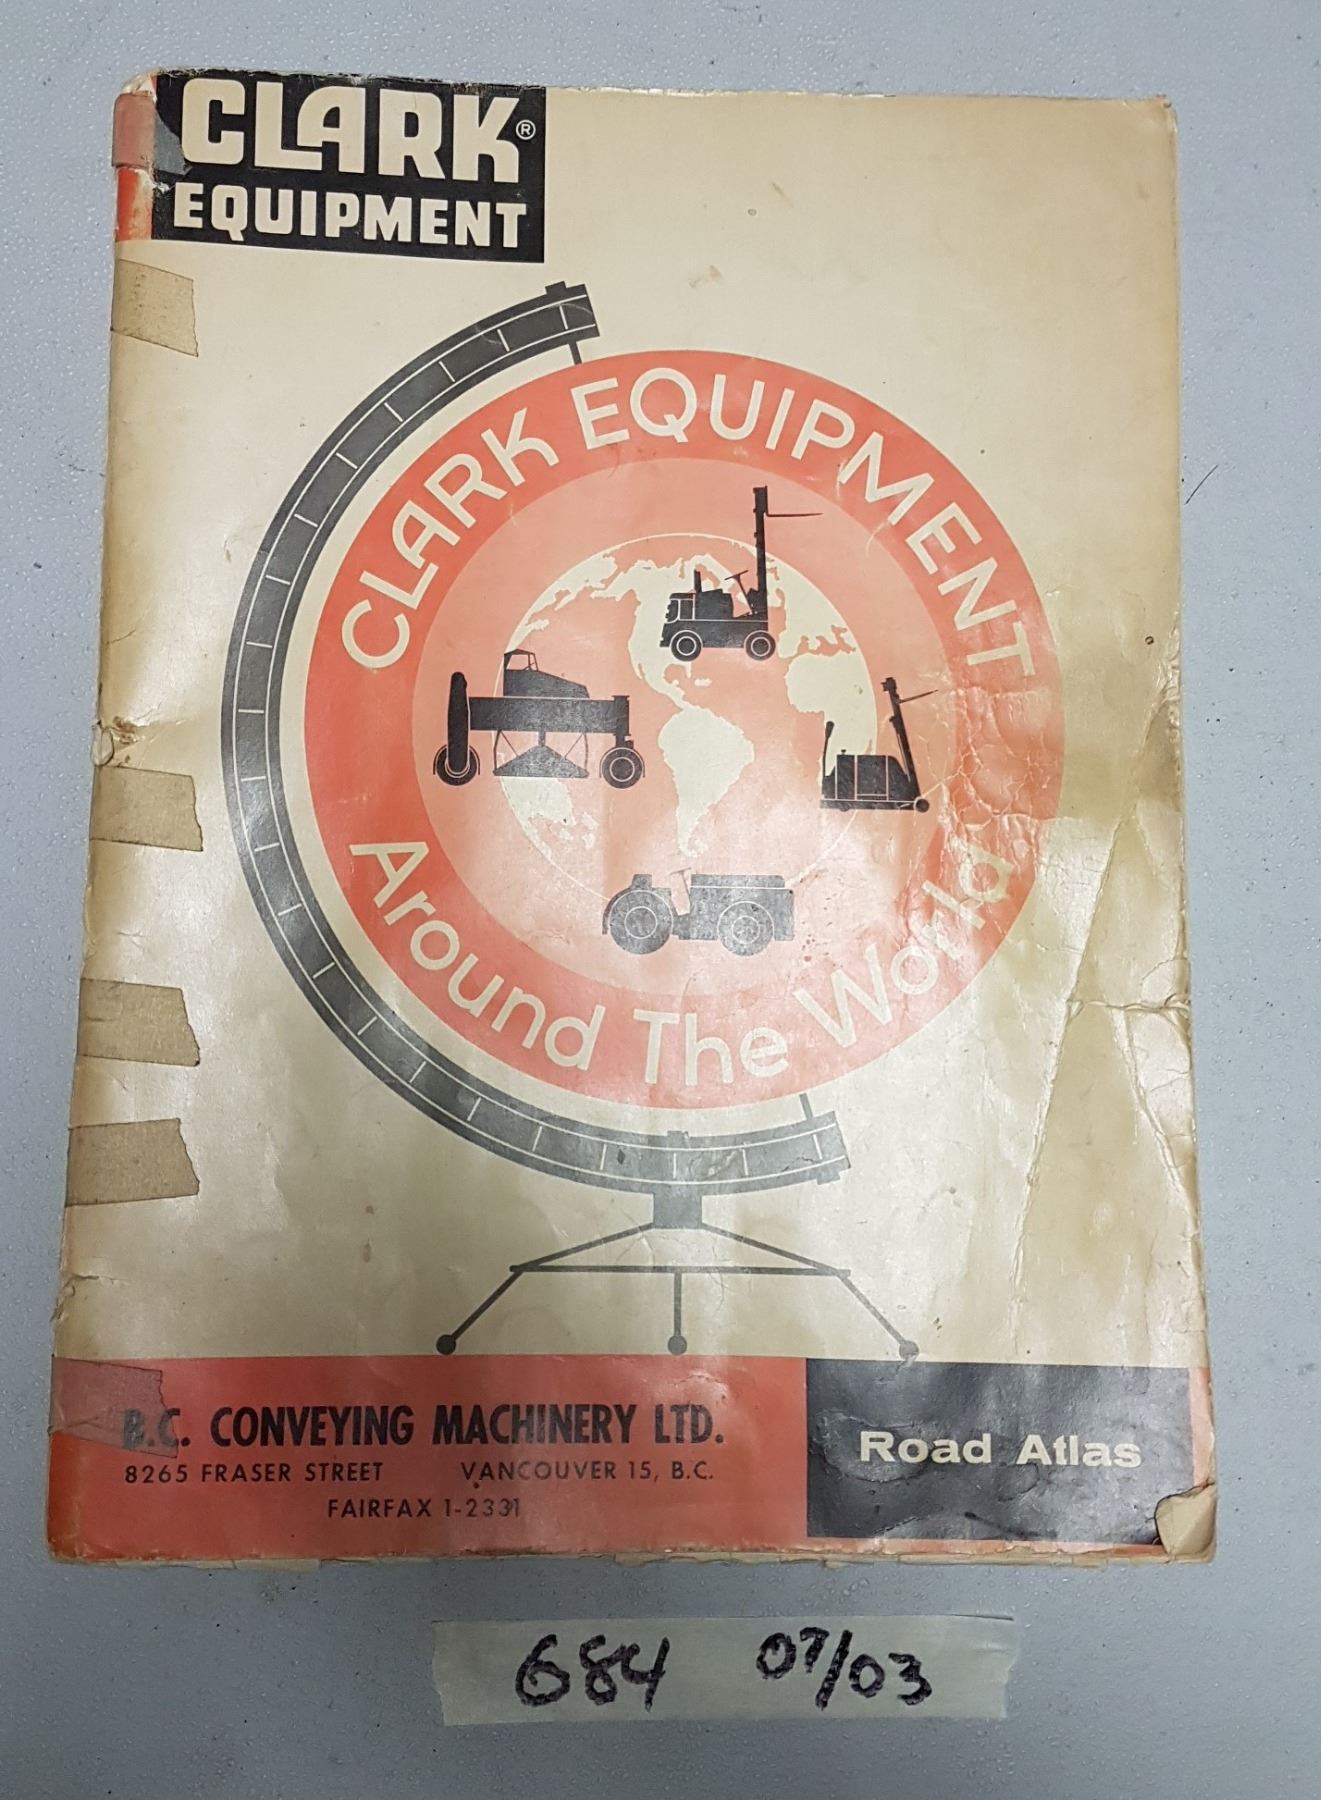 CLARK®
EQUIPMENT
CLARK EQUIPMENT
Around The World
B.C. CONVEYING MACHINERY LTD.
8265 FRASER STREET VANCOUVER 15, B.C.
FAIRFAX 1-2331
Road Atlas
684 07/03